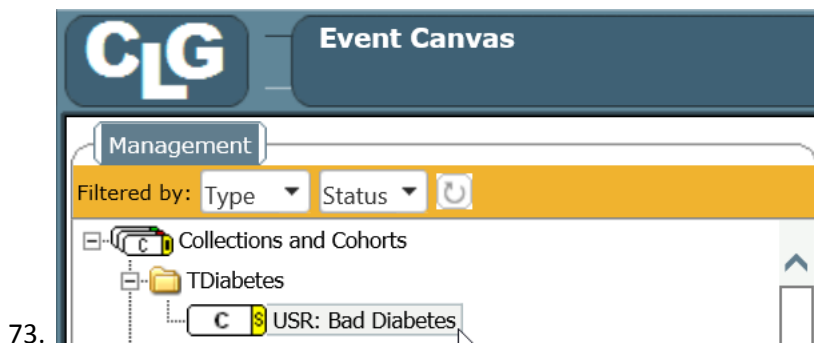 CLG
Event Canvas
Management
Filtered by: Type Status
C Collections and Cohorts
TDiabetes
C S USR: Bad Diabetes
73.